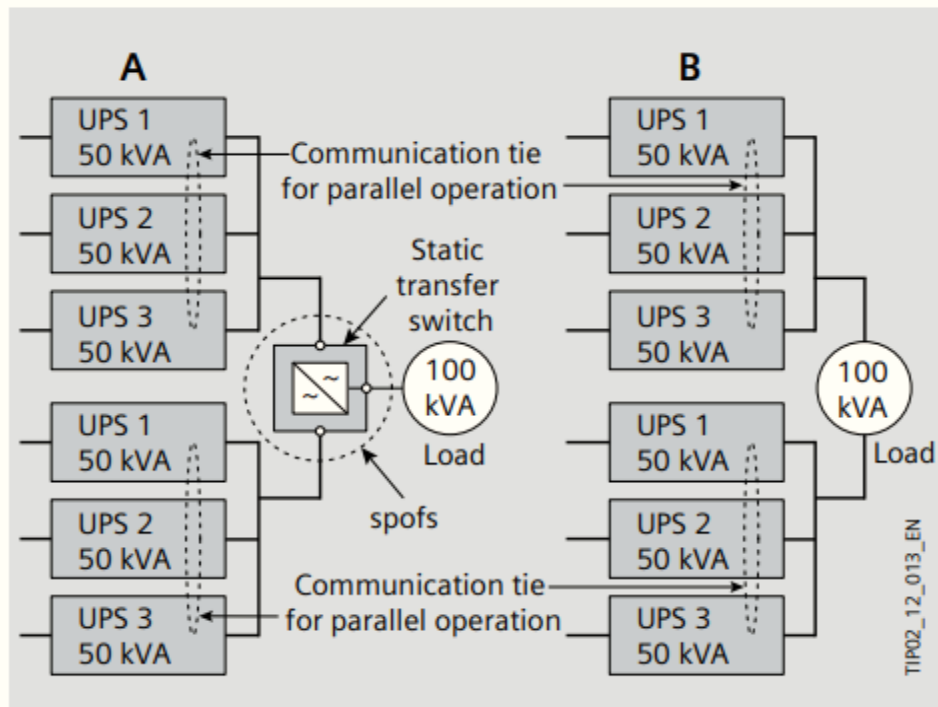 A
UPS 1
50 kVA
UPS 2
50 kVA
UPS 3
50 kVA
UPS 1
50 kVA
UPS 2
50 kVA
UPS 3
50 kVA
Communication tie
for parallel operation
Static
transfer
switch
~
~
100
kVA
Load
spofs
Communication tie
for parallel operation
B
UPS 1
50 kVA
UPS 2
50 kVA
UPS 3
50 kVA
UPS 1
50 kVA
UPS 2
50 kVA
UPS 3
50 kVA
100
kVA
Load
TIP02_12_013_EN